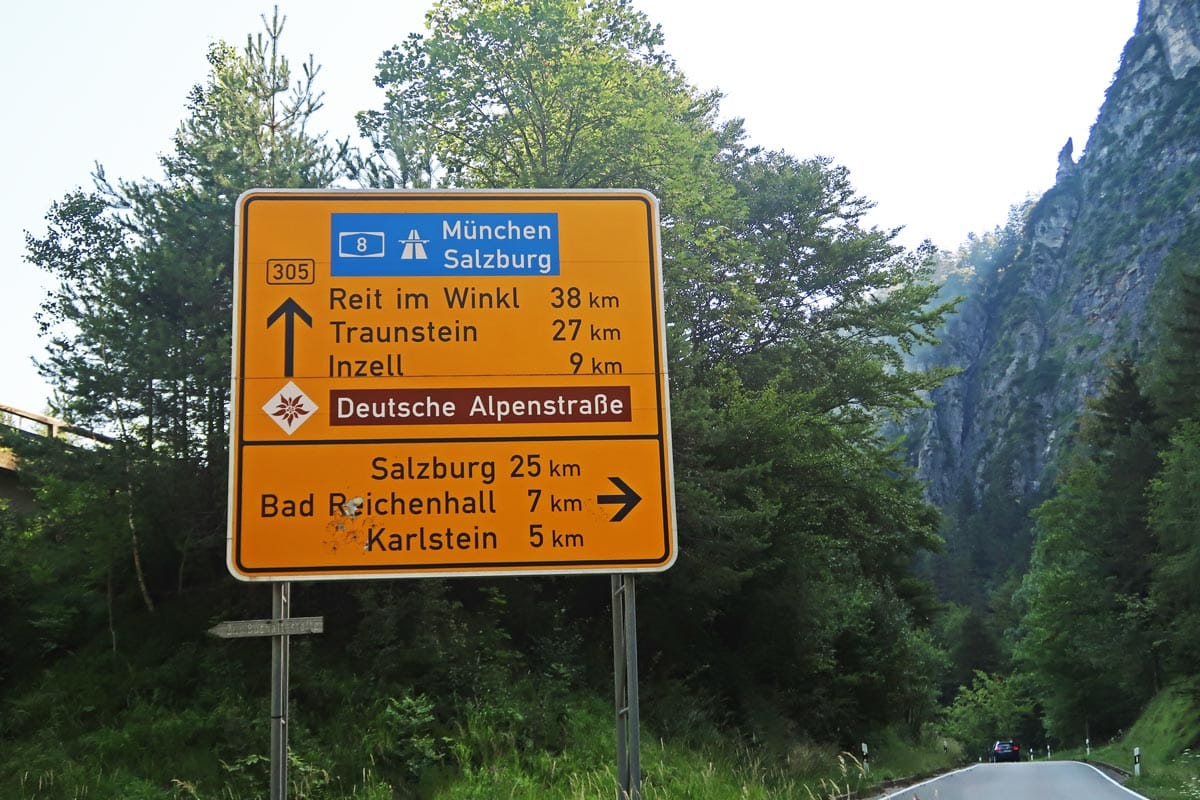 8 München
Salzburg
305
Reit im Winkl 38 km
Traunstein 27 km
Inzell 9 km
Deutsche Alpenstraße
Salzburg 25 km
Bad Reichenhall 7 km
Karlstein 5 km